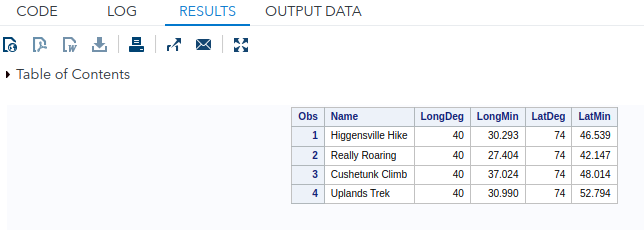 CODE LOG RESULTS OUTPUT DATA
Table of Contents
Obs Name LongDeg LongMin LatDeg LatMin
1 Higgensville Hike 40 30.293 74 46.539
2 Really Roaring 40 27.404 74 42.147
3 Cushetunk Climb 40 37.024 74 48.014
4 Uplands Trek 40 30.990 74 52.794